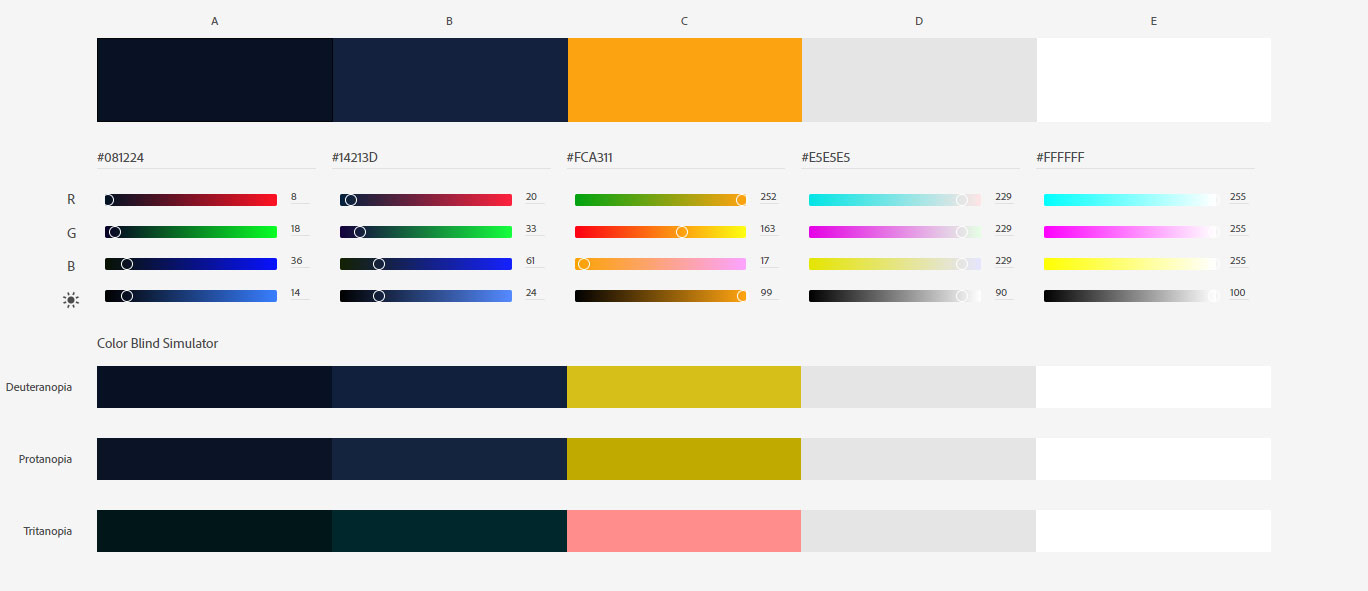 A B C D E
#081224 #14213D #FCA311 #E5E5E5 #FFFFFF
R 8 20 252 229 255
G 18 33 163 229 255
B 36 61 17 229 255
14 24 99 90 100
Color Blind Simulator
Deuteranopia
Protanopia
Tritanopia